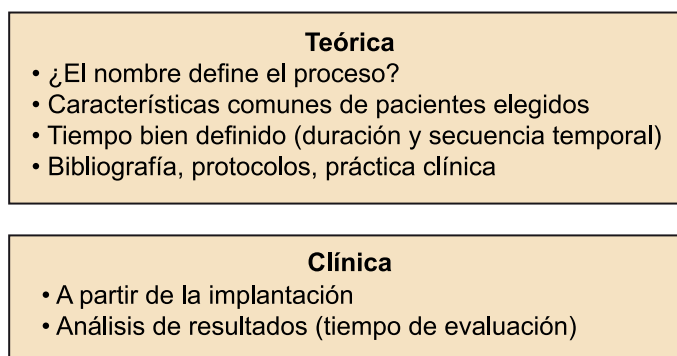 Teórica
• ¿El nombre define el proceso?
• Características comunes de pacientes elegidos
• Tiempo bien definido (duración y secuencia temporal)
• Bibliografía, protocolos, práctica clínica
Clínica
• A partir de la implantación
• Análisis de resultados (tiempo de evaluación)